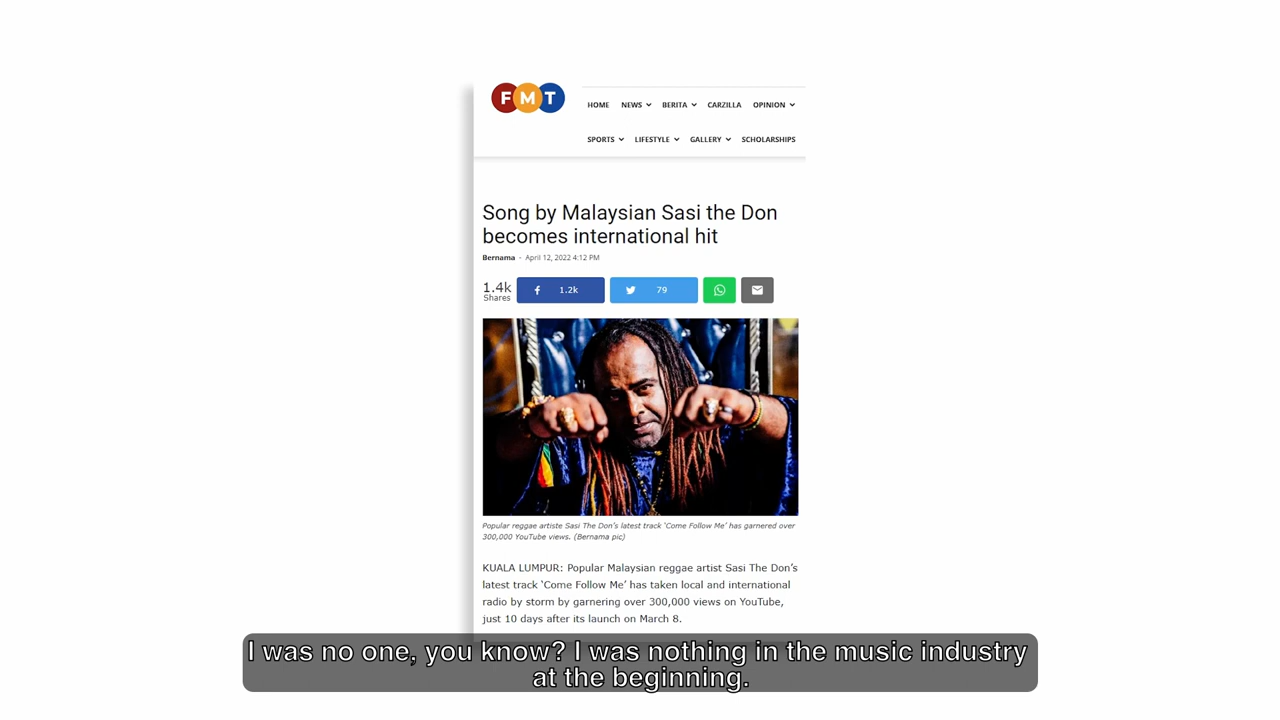 FMT
HOME NEWS BERITA CARZILLA OPINION
SPORTS LIFESTYLE GALLERY SCHOLARSHIPS
Song by Malaysian Sasi the Don
becomes international hit
Bernama - April 12, 2022 4:12 PM
1.4k
Shares
1.2k
79
Popular reggae artiste Sasi The Don's latest track ‘Come Follow Me’ has garnered over
300,000 YouTube views. (Bernama pic)
KUALA LUMPUR: Popular Malaysian reggae artist Sasi The Don’s
latest track ‘Come Follow Me’ has taken local and international
radio by storm by garnering over 300,000 views on YouTube,
just 10 days after its launch on March 8.
I was no one, you know? I was nothing in the music industry
at the beginning.